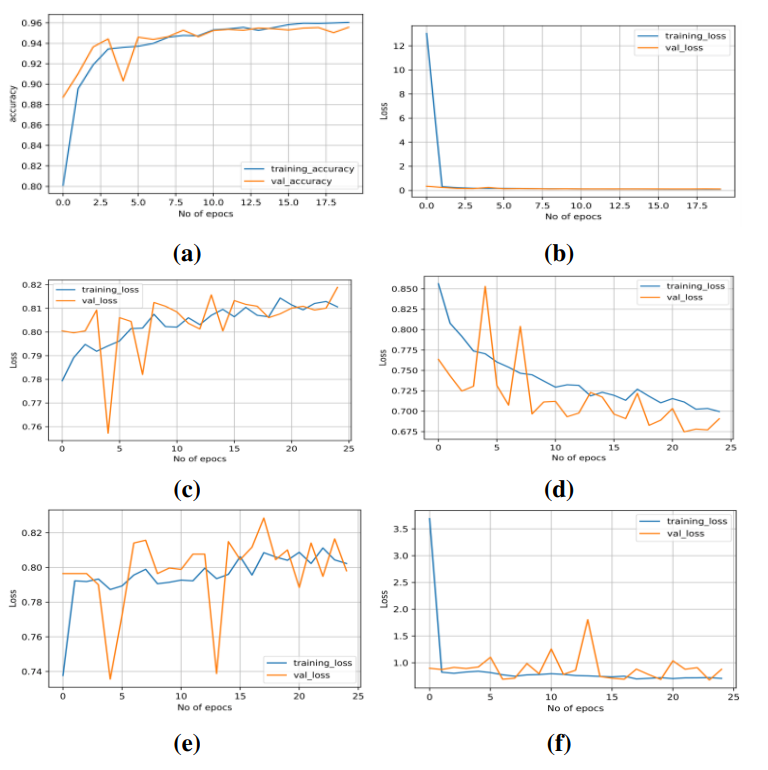 0.96
0.94
0.92
0.90
0.88
0.86
0.84
0.82
0.80
accuracy
training_accuracy
val_accuracy
0.0 2.5 5.0 7.5 10.0 12.5 15.0 17.5
No of epocs
(a)
12
10
8
6
4
2
0
Loss
training_loss
val_loss
0.0 2.5 5.0 7.5 10.0 12.5 15.0 17.5
No of epocs
(b)
0.82
0.81
0.80
0.79
0.78
0.77
0.76
Loss
training_loss
val_loss
0 5 10 15 20 25
No of epocs
(c)
0.850
0.825
0.800
0.775
0.750
0.725
0.700
0.675
Loss
training_loss
val_loss
0 5 10 15 20 25
No of epocs
(d)
0.82
0.80
0.78
0.76
0.74
Loss
training_loss
val_loss
0 5 10 15 20 25
No of epocs
(e)
3.5
3.0
2.5
2.0
1.5
1.0
Loss
training_loss
val_loss
0 5 10 15 20 25
No of epocs
(f)